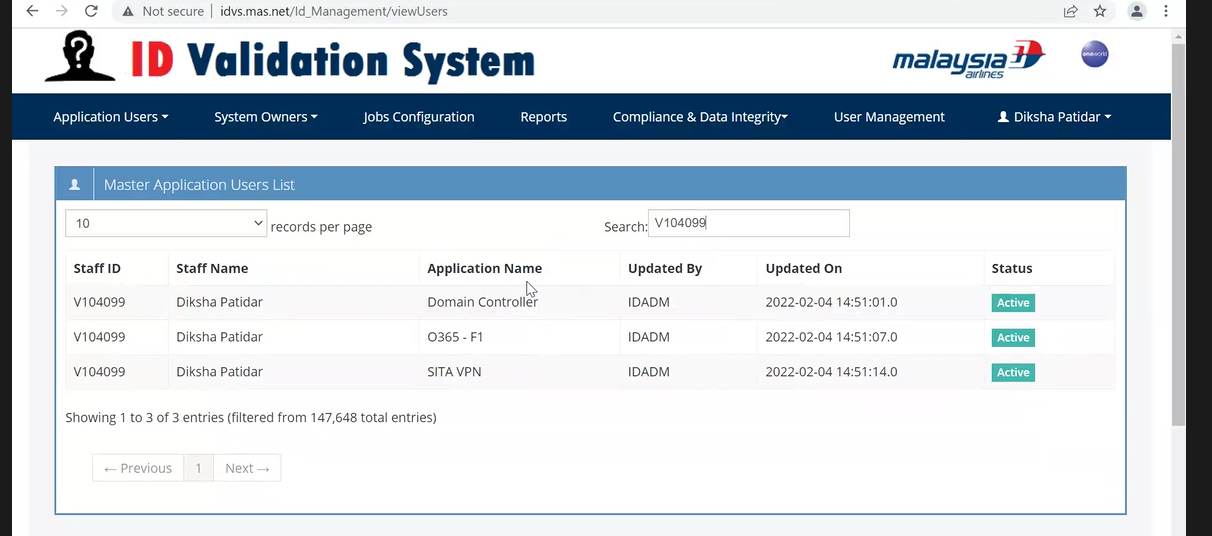 Not secure | idvs.mas.net/Id_Management/viewUsers
ID Validation System
malaysia
airlines
oneworld
Application Users
System Owners
Jobs Configuration
Reports
Compliance & Data Integrity
User Management
Diksha Patidar
Master Application Users List
10 records per page
Search: V104099
Staff ID Staff Name Application Name Updated By Updated On Status
V104099 Diksha Patidar Domain Controller IDADM 2022-02-04 14:51:01.0 Active
V104099 Diksha Patidar O365 - F1 IDADM 2022-02-04 14:51:07.0 Active
V104099 Diksha Patidar SITA VPN IDADM 2022-02-04 14:51:14.0 Active
Showing 1 to 3 of 3 entries (filtered from 147,648 total entries)
← Previous 1 Next →